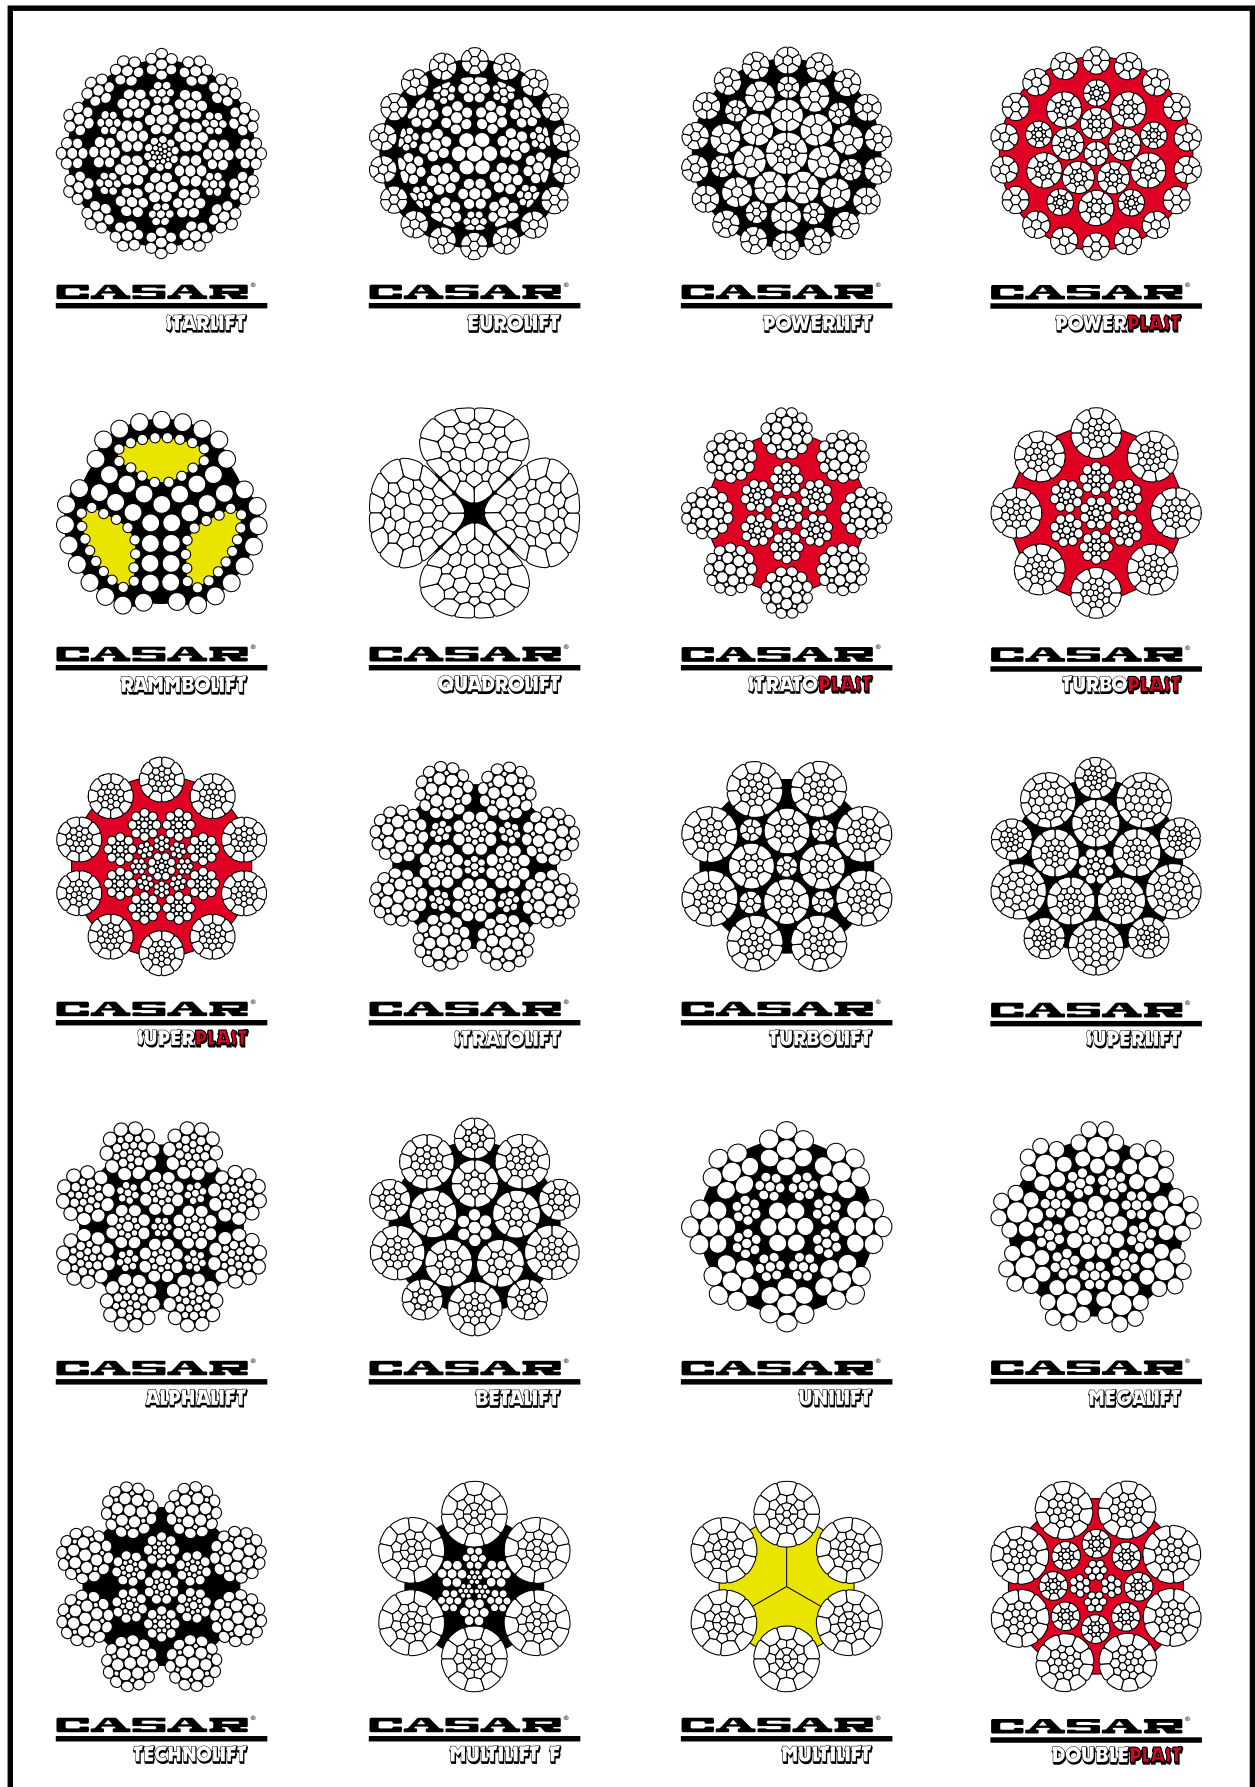 CASAR®
STARLIFT
CASAR®
EUROLIFT
CASAR®
POWERLIFT
CASAR®
POWERPLAST
CASAR®
RAMMBOLIFT
CASAR®
QUADROLIFT
CASAR®
STRATOPLAST
CASAR®
TURBOPLAST
CASAR®
SUPERPLAST
CASAR®
STRATOLIFT
CASAR®
TURBOLIFT
CASAR®
SUPERLIFT
CASAR®
ALPHALIFT
CASAR®
BETALIFT
CASAR®
UNILIFT
CASAR®
MEGALIFT
CASAR®
TECHNOLIFT
CASAR®
MULTILIFT F
CASAR®
MULTILIFT
CASAR®
DOUBLEPLAST